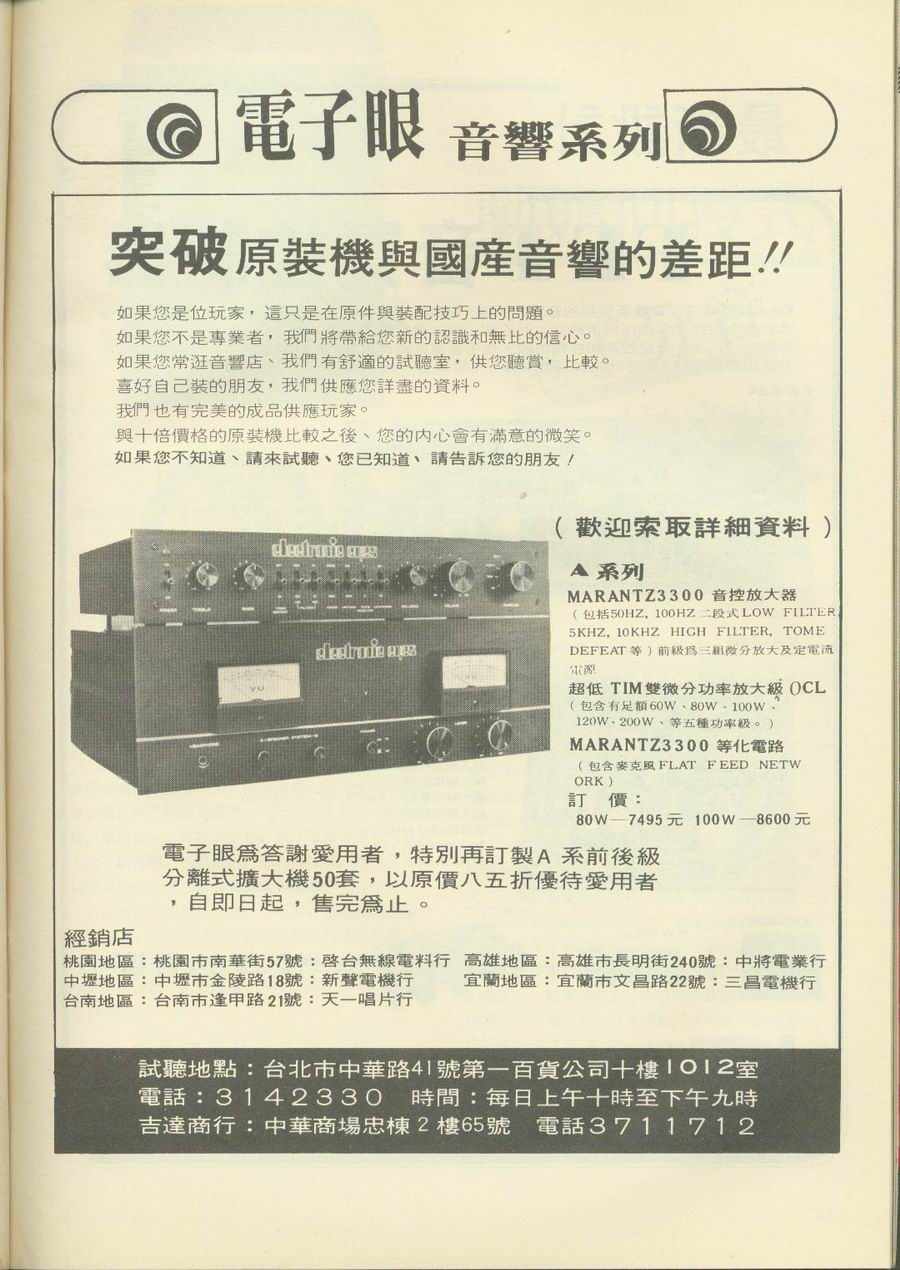 電子眼 音響系列
突破原裝機與國産音響的差距!!
如果您是位玩家，這只是在原件與裝配技巧上的問題。
如果您不是專業者，我們將帶給您新的認識和無比的信心。
如果您常逛音響店、我們有舒適的試聽室，供您聽賞，比較。
喜好自己裝的朋友，我們供應您詳盡的資料。
我們也有完美的成品供應玩家。
與十倍價格的原裝機比較之後、您的內心會有滿意的微笑。
如果您不知道、請來試聽、您已知道、請告訴您的朋友！
electronic eyes
electronic eyes
VU
VU
（歡迎索取詳細資料）
A 系列
MARANTZ3300 音控放大器
（包括50HZ, 100HZ 二段式LOW FILTER,
5KHZ, 10KHZ HIGH FILTER, TOME
DEFEAT 等）前級爲三組微分放大及定電流
電源
超低 TIM雙微分功率放大級 OCL
（包含有足額60W、80W、100W、
120W、200W、等五種功率級。）
MARANTZ3300 等化電路
（包含麥克風FLAT FEED NETW
ORK）
訂 價：
80W—7495元 100W—8600元
電子眼爲答謝愛用者，特別再訂製A 系前後級
分離式擴大機50套，以原價八五折優待愛用者
，自即日起，售完爲止。
經銷店
桃園地區：桃園市南華街57號：啓台無線電料行 高雄地區：高雄市長明街240號：中將電業行
中壢地區：中壢市金陵路18號：新聲電機行 宜蘭地區：宜蘭市文昌路22號：三昌電機行
台南地區：台南市逢甲路21號：天一唱片行
試聽地點：台北市中華路41號第一百貨公司十樓1012室
電話：3142330 時間：每日上午十時至下午九時
吉達商行：中華商場忠棟2樓65號 電話3711712